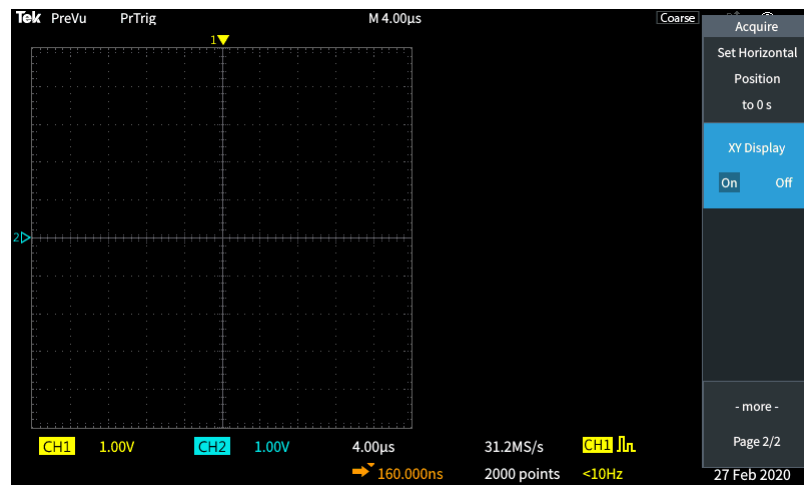 Tek PreVu PrTrig M 4.00µs Coarse
Acquire
Set Horizontal
Position
to 0 s
1
XY Display
On Off
2
- more -
Page 2/2
CH1 1.00V CH2 1.00V 4.00µs 31.2MS/s CH1
160.000ns 2000 points <10Hz 27 Feb 2020